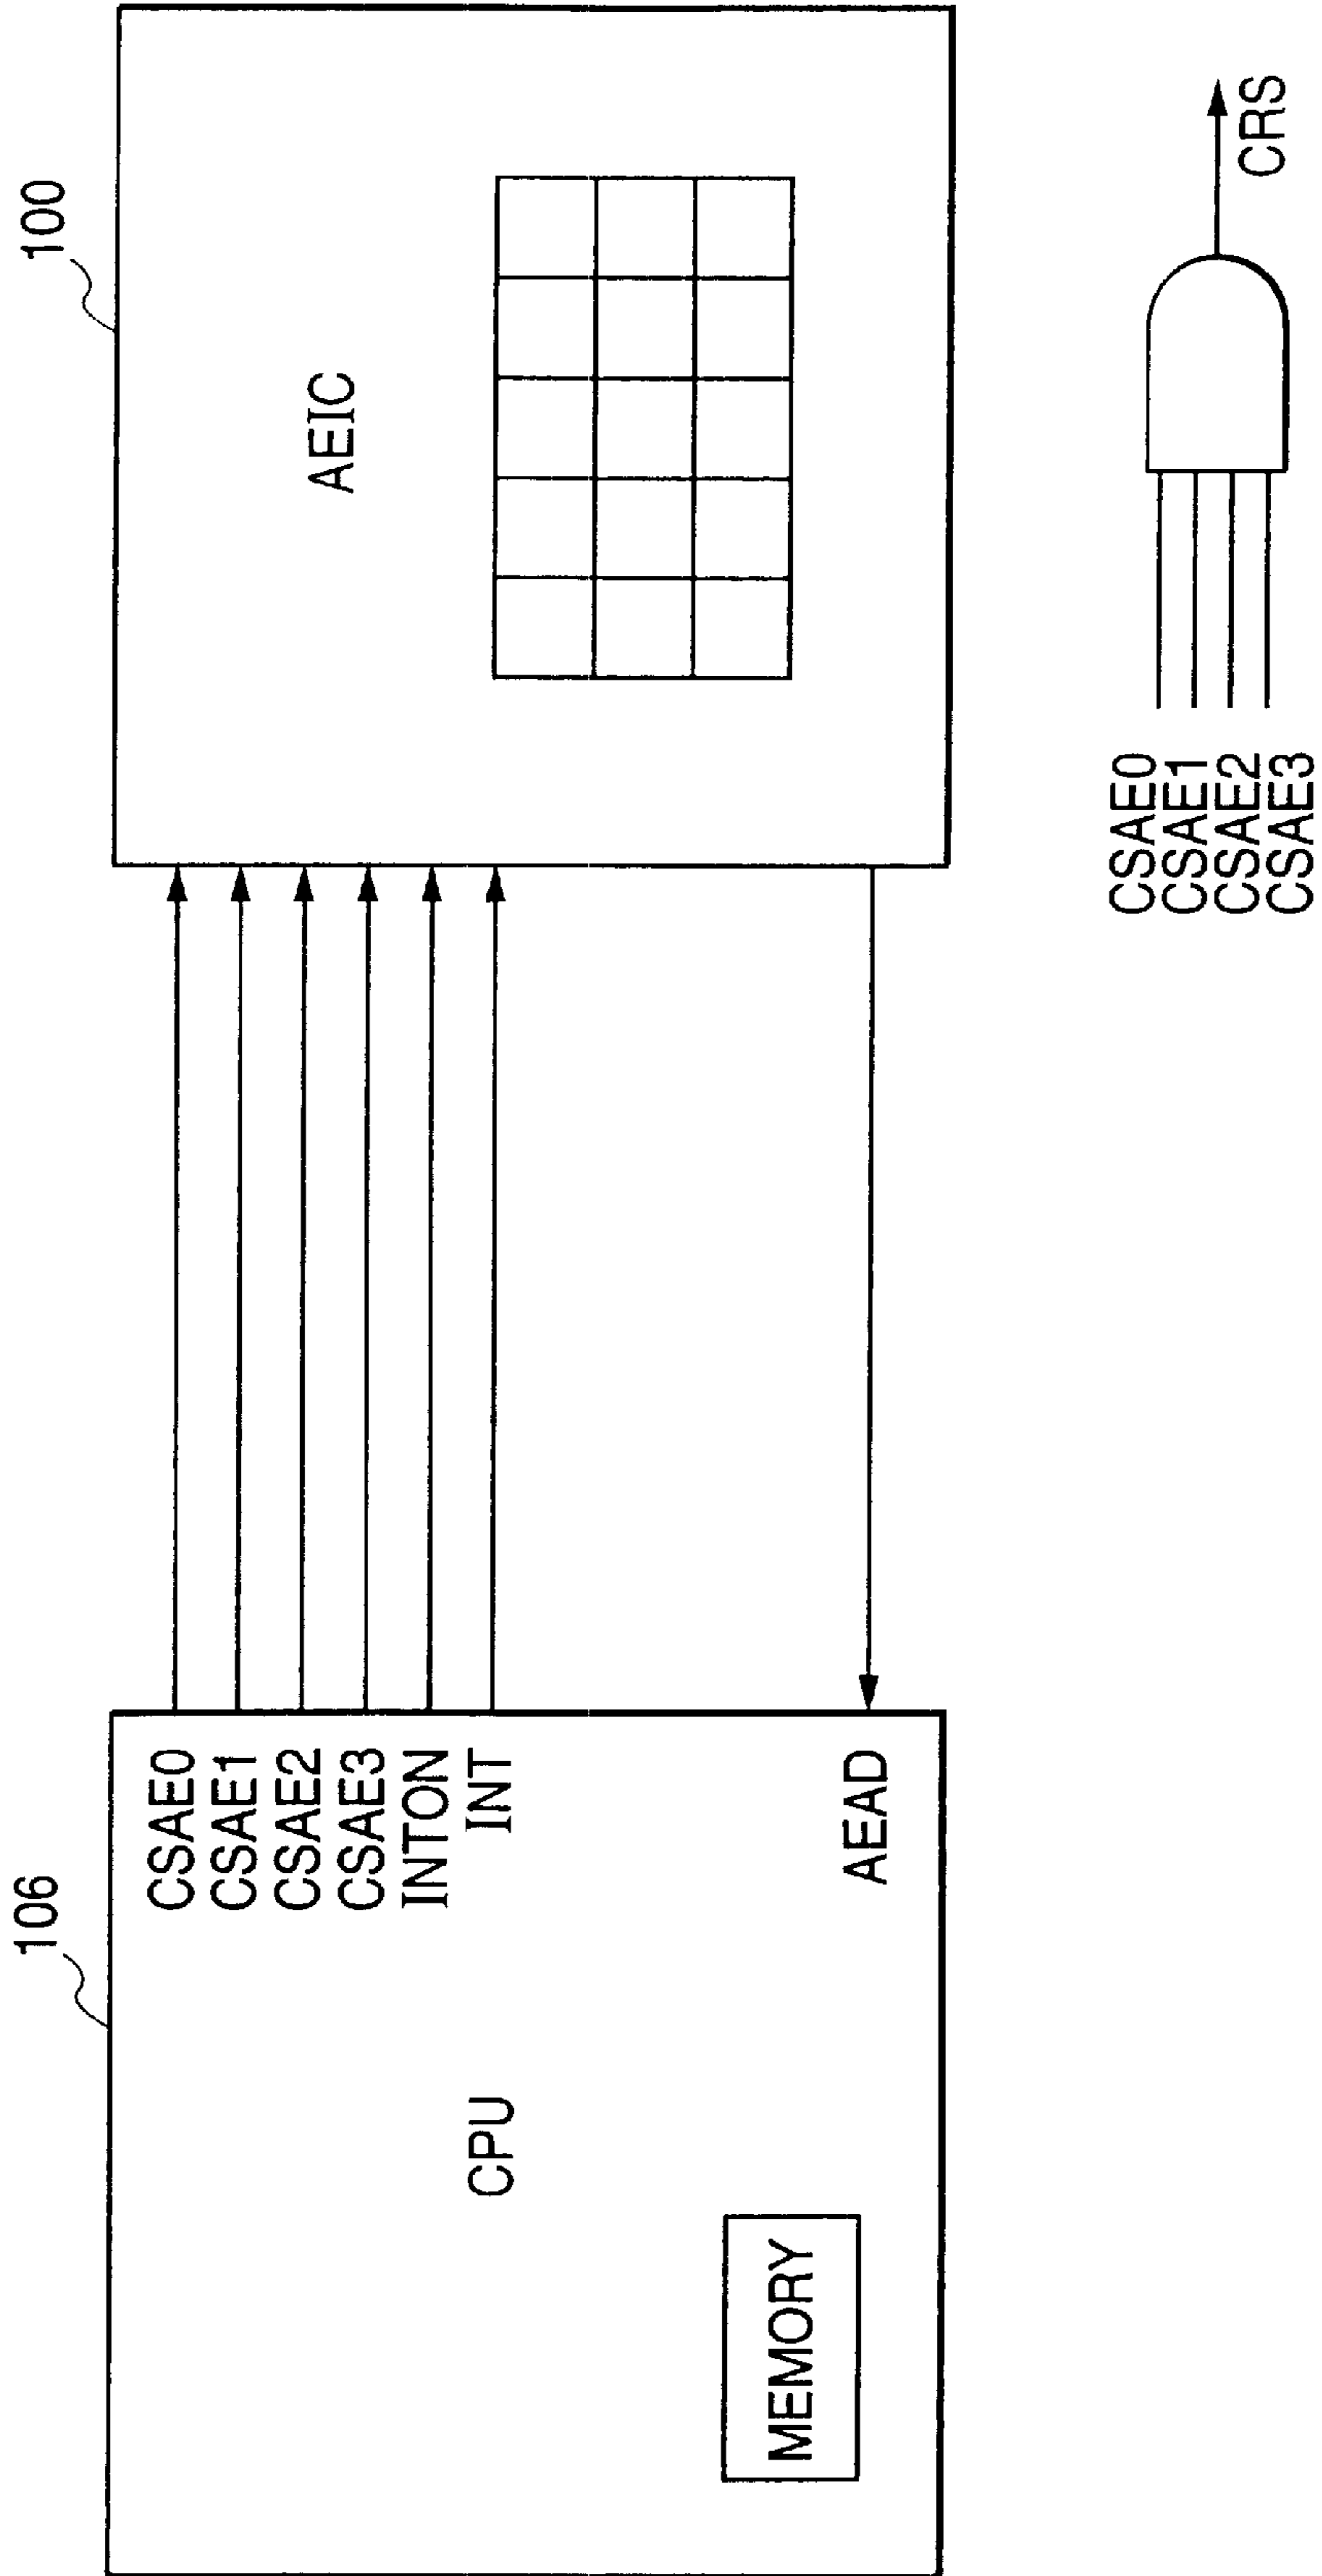 106
100
CPU
MEMORY
CSAE0
CSAE1
CSAE2
CSAE3
INTON
INT
AEAD
AEIC
CSAE0
CSAE1
CSAE2
CSAE3
CRS